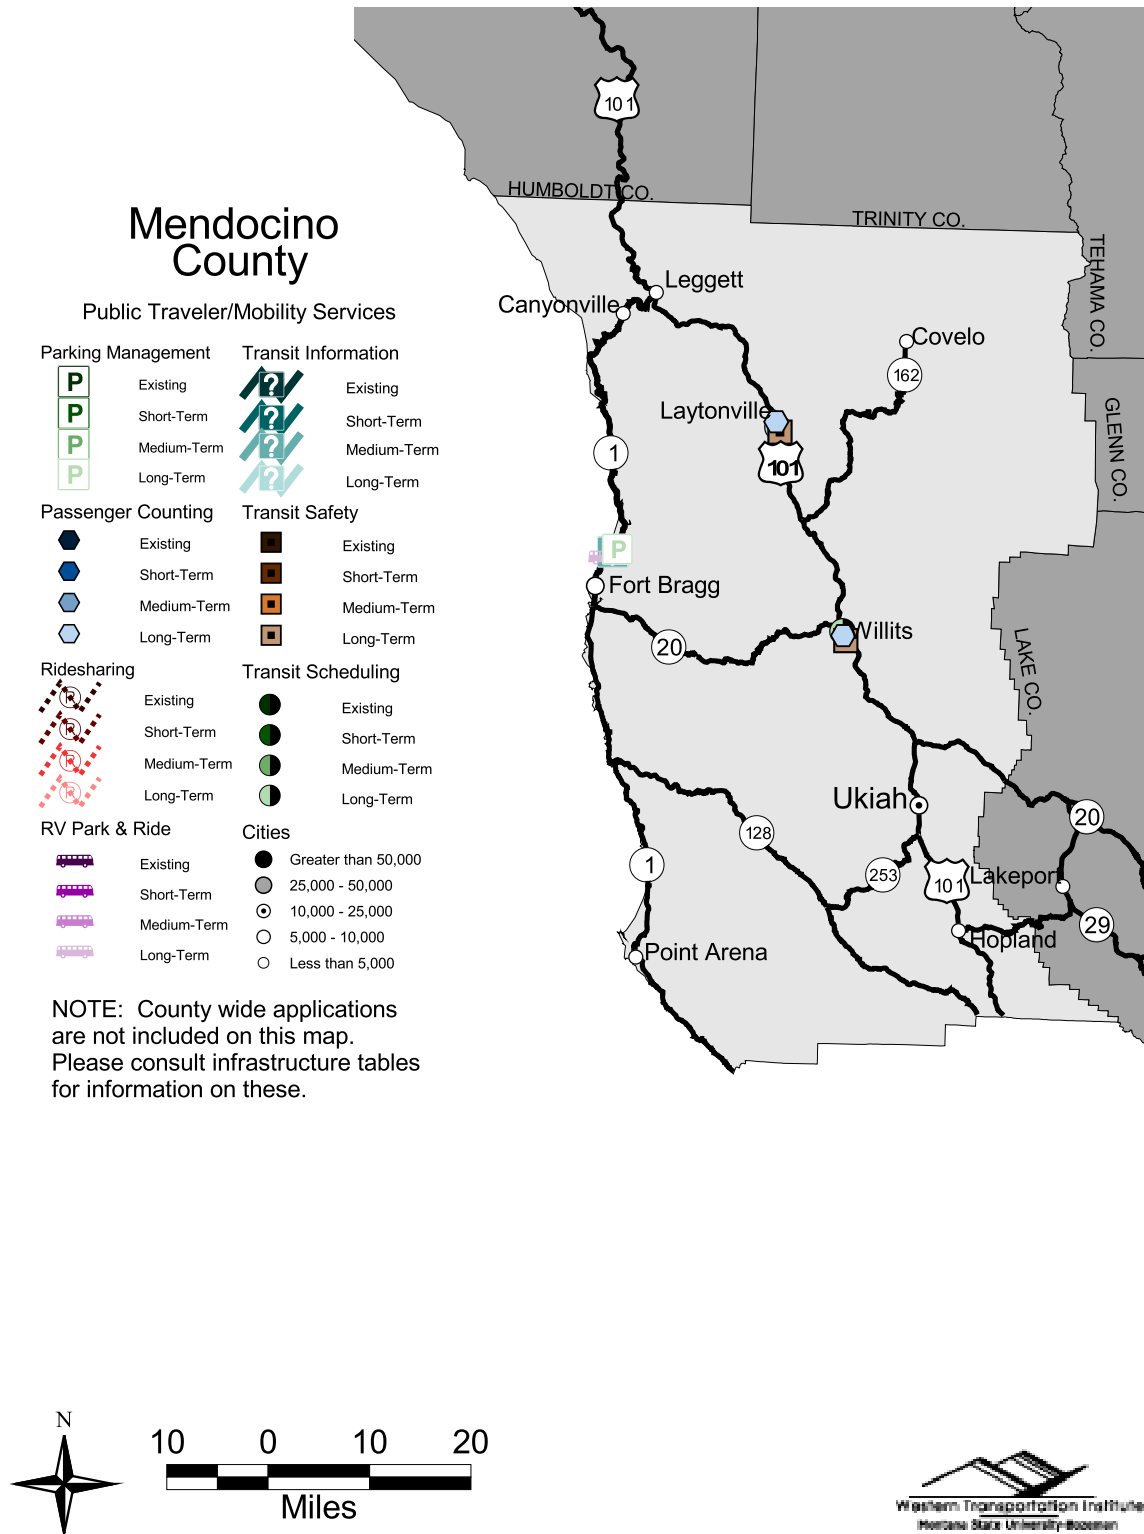 Mendocino
County
Public Traveler/Mobility Services
Parking Management
P Existing
P Short-Term
P Medium-Term
P Long-Term
Transit Information
? Existing
? Short-Term
? Medium-Term
? Long-Term
Passenger Counting
Existing
Short-Term
Medium-Term
Long-Term
Transit Safety
Existing
Short-Term
Medium-Term
Long-Term
Ridesharing
R Existing
R Short-Term
R Medium-Term
R Long-Term
Transit Scheduling
Existing
Short-Term
Medium-Term
Long-Term
RV Park & Ride
Existing
Short-Term
Medium-Term
Long-Term
Cities
Greater than 50,000
25,000 - 50,000
10,000 - 25,000
5,000 - 10,000
Less than 5,000
NOTE: County wide applications
are not included on this map.
Please consult infrastructure tables
for information on these.
101
HUMBOLDT CO.
TRINITY CO.
TEHAMA CO.
GLENN CO.
LAKE CO.
Leggett
Canyonville
Covelo
162
Laytonville
101
1
P
Fort Bragg
Willits
20
Ukiah
128
20
1
253
101
Lakeport
29
Hopland
Point Arena
N
10 0 10 20
Miles
Western Transportation Institute
Montana State University-Bozeman